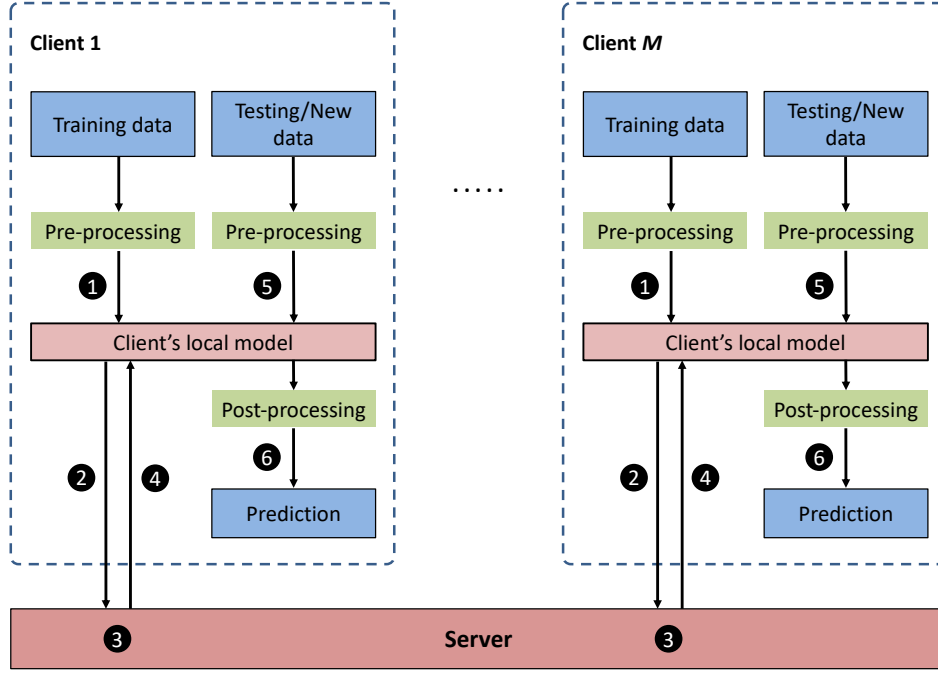 Client 1
Training data
Testing/New
data
Pre-processing
Pre-processing
1
5
Client's local model
Post-processing
2
4
6
Prediction
.....
Client M
Training data
Testing/New
data
Pre-processing
Pre-processing
1
5
Client's local model
Post-processing
2
4
6
Prediction
3
Server
3